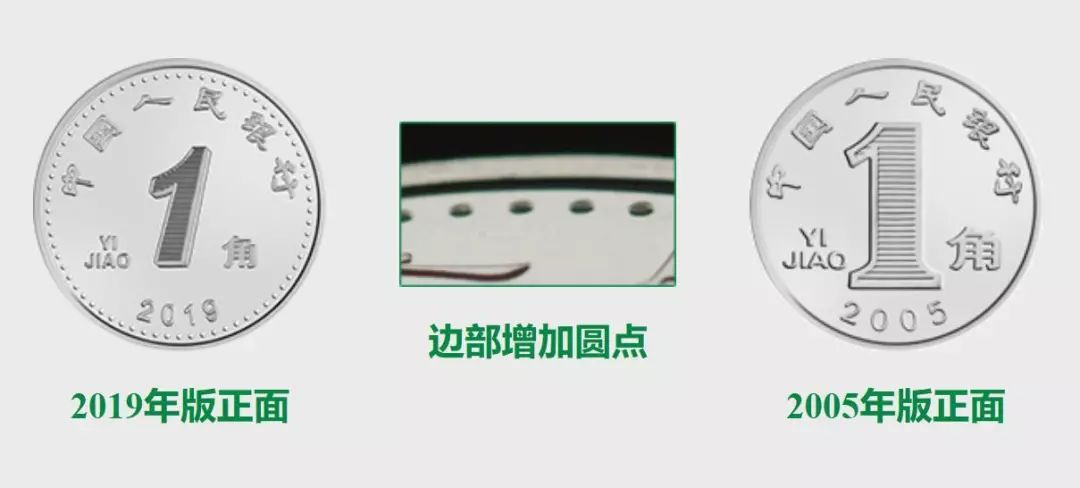 中国人民银行
1
YI
JIAO
角
2019
2019年版正面
边部增加圆点
中国人民银行
1
YI
JIAO
角
2005
2005年版正面